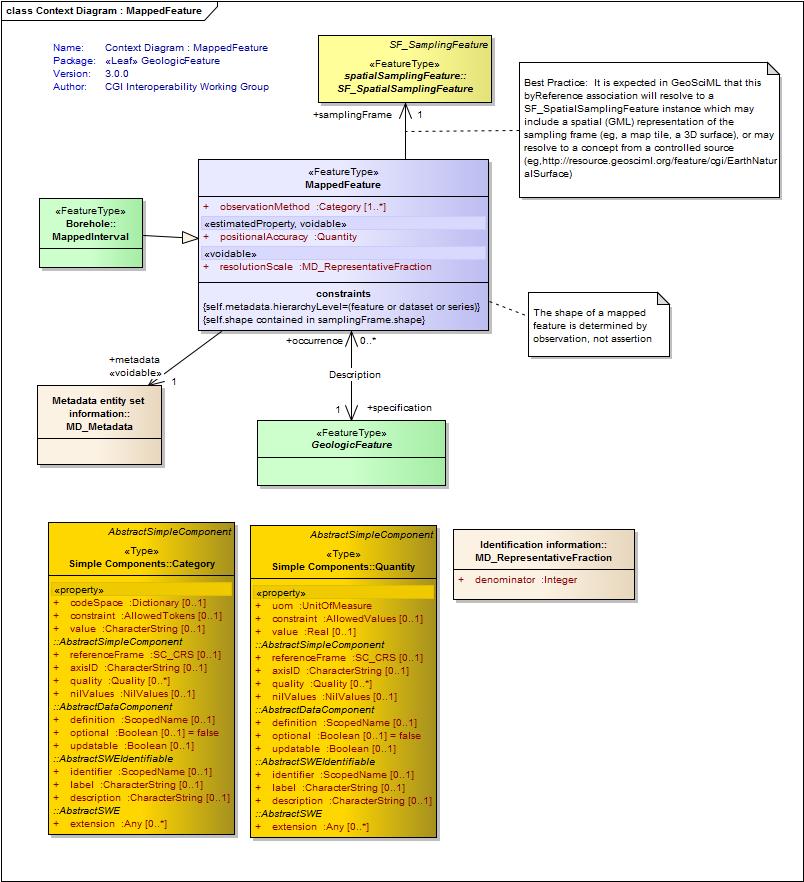 class Context Diagram : MappedFeature
Name: Context Diagram : MappedFeature
Package: «Leaf» GeologicFeature
Version: 3.0.0
Author: CGI Interoperability Working Group
SF_SamplingFeature
«FeatureType»
spatialSamplingFeature::
SF_SpatialSamplingFeature
+samplingFrame 1
Best Practice: It is expected in GeoSciML that this
byReference association will resolve to a
SF_SpatialSamplingFeature instance which may
include a spatial (GML) representation of the
sampling frame (eg, a map tile, a 3D surface), or may
resolve to a concept from a controlled source
(eg,http://resource.geosciml.org/feature/cgi/EarthNatur
alSurface)
«FeatureType»
MappedFeature
+ observationMethod :Category [1..*]
«estimatedProperty, voidable»
+ positionalAccuracy :Quantity
«voidable»
+ resolutionScale :MD_RepresentativeFraction
constraints
{self.metadata.hierarchyLevel=(feature or dataset or series)}
{self.shape contained in samplingFrame.shape}
«FeatureType»
Borehole::
MappedInterval
The shape of a mapped
feature is determined by
observation, not assertion
+occurrence 0..*
+metadata
«voidable»
1
Description
1 +specification
Metadata entity set
information::
MD_Metadata
«FeatureType»
GeologicFeature
AbstractSimpleComponent
«Type»
Simple Components::Category
«property»
+ codeSpace :Dictionary [0..1]
+ constraint :AllowedTokens [0..1]
+ value :CharacterString [0..1]
::AbstractSimpleComponent
+ referenceFrame :SC_CRS [0..1]
+ axisID :CharacterString [0..1]
+ quality :Quality [0..*]
+ nilValues :NilValues [0..1]
::AbstractDataComponent
+ definition :ScopedName [0..1]
+ optional :Boolean [0..1] = false
+ updatable :Boolean [0..1]
::AbstractSWEIdentifiable
+ identifier :ScopedName [0..1]
+ label :CharacterString [0..1]
+ description :CharacterString [0..1]
::AbstractSWE
+ extension :Any [0..*]
AbstractSimpleComponent
«Type»
Simple Components::Quantity
«property»
+ uom :UnitOfMeasure
+ constraint :AllowedValues [0..1]
+ value :Real [0..1]
::AbstractSimpleComponent
+ referenceFrame :SC_CRS [0..1]
+ axisID :CharacterString [0..1]
+ quality :Quality [0..*]
+ nilValues :NilValues [0..1]
::AbstractDataComponent
+ definition :ScopedName [0..1]
+ optional :Boolean [0..1] = false
+ updatable :Boolean [0..1]
::AbstractSWEIdentifiable
+ identifier :ScopedName [0..1]
+ label :CharacterString [0..1]
+ description :CharacterString [0..1]
::AbstractSWE
+ extension :Any [0..*]
Identification information::
MD_RepresentativeFraction
+ denominator :Integer